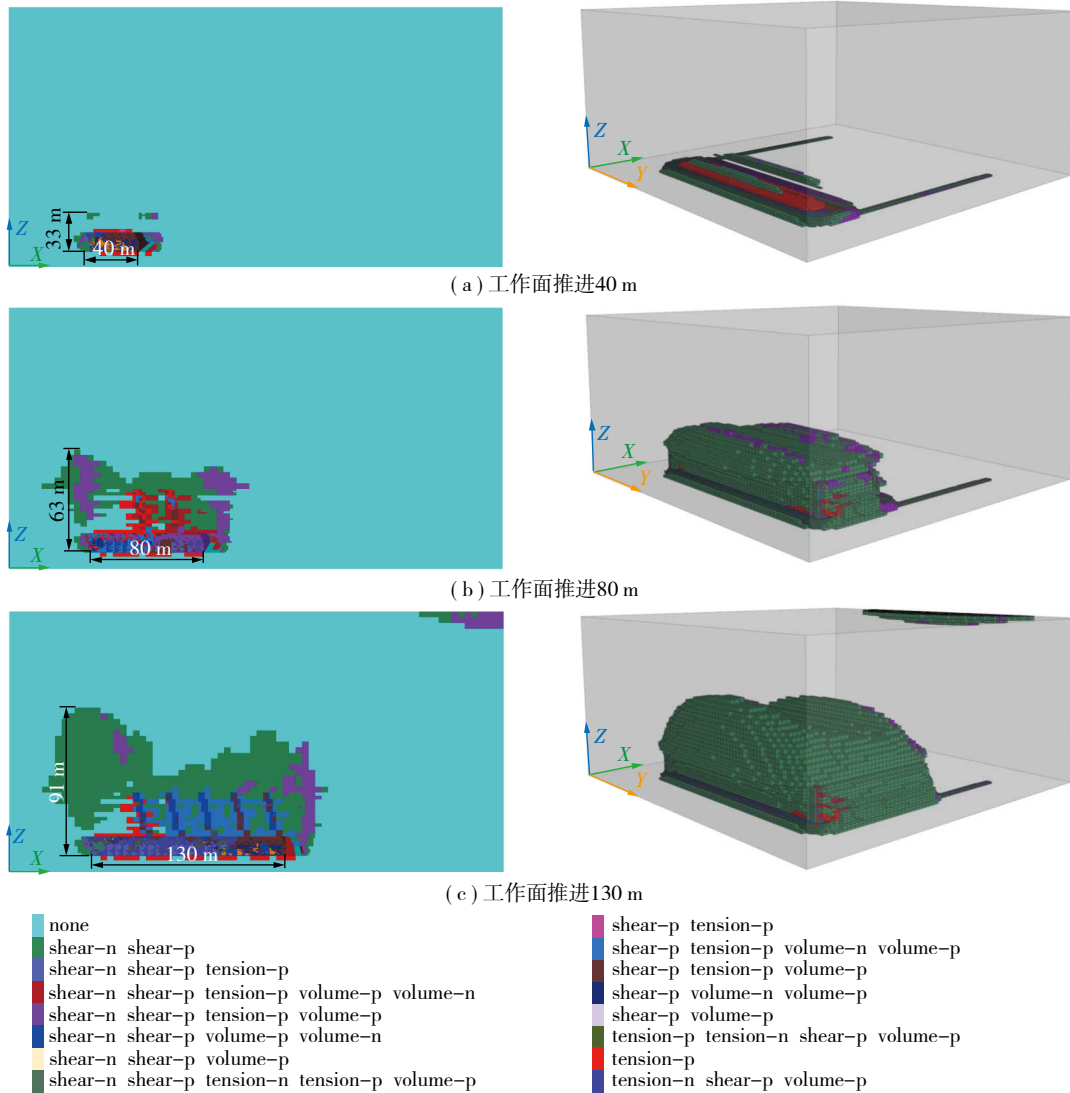 Z
X
33 m
40 m
Z
X
Y
( a ) 工作面推进40 m
Z
X
63 m
80 m
Z
X
Y
( b ) 工作面推进80 m
Z
X
91 m
130 m
Z
X
Y
( c ) 工作面推进130 m
none
shear-n shear-p
shear-n shear-p tension-p
shear-n shear-p tension-p volume-p volume-n
shear-n shear-p tension-p volume-p
shear-n shear-p volume-p volume-n
shear-n shear-p volume-p
shear-n shear-p tension-n tension-p volume-p
shear-p tension-p
shear-p tension-p volume-n volume-p
shear-p tension-p volume-p
shear-p volume-n volume-p
shear-p volume-p
tension-p tension-n shear-p volume-p
tension-p
tension-n shear-p volume-p